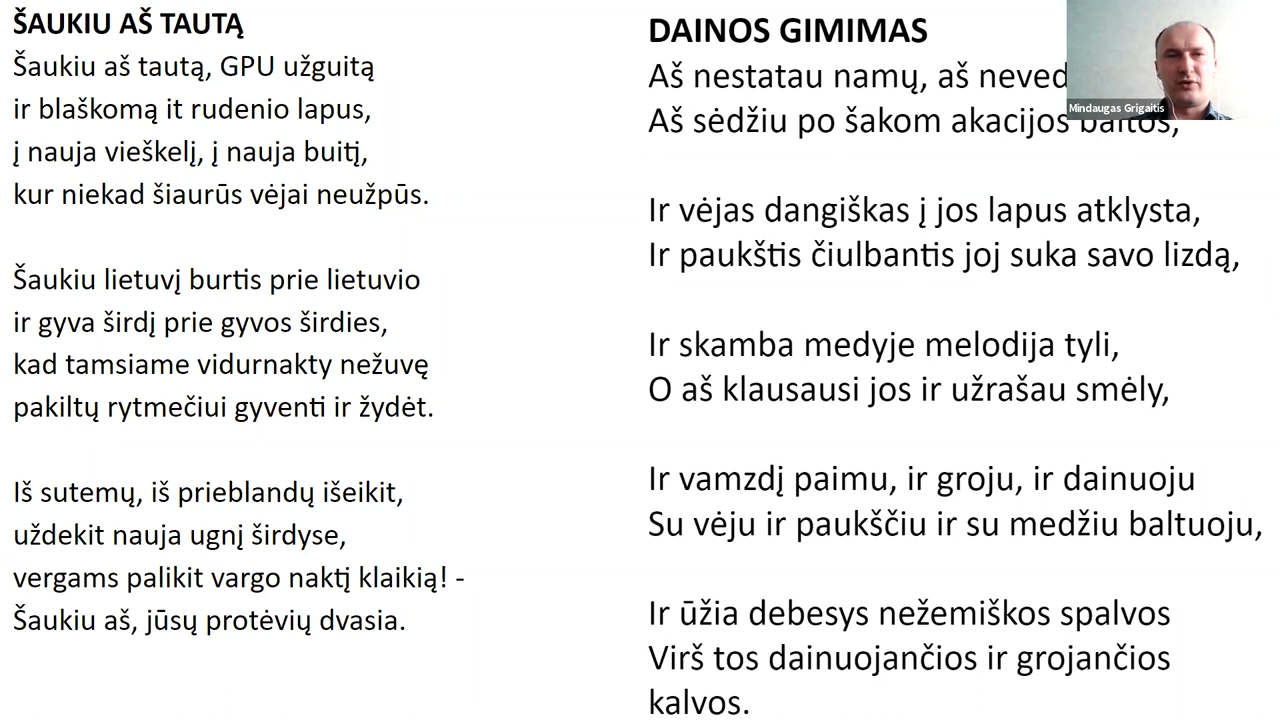 ŠAUKIU AŠ TAUTĄ
Šaukiu aš tautą, GPU užguitą
ir blaškomą it rudenio lapus,
į nauja vieškelį, į nauja buitį,
kur niekad šiaurūs vėjai neužpūs.
Šaukiu lietuvį burtis prie lietuvio
ir gyva širdį prie gyvos širdies,
kad tamsiame vidurnakty nežuvę
pakiltų rytmečiui gyventi ir žydėt.
Iš sutemų, iš prieblandų išeikit,
uždekit nauja ugnį širdyse,
vergams palikit vargo naktį klaikią! -
Šaukiu aš, jūsų protėvių dvasia.
DAINOS GIMIMAS
Aš nestatau namų, aš
Aš sėdžiu po šakom akacijos baltos,
Ir vėjas dangiškas į jos lapus atklysta,
Ir paukštis čiulbantis joj suka savo lizdą,
Ir skamba medyje melodija tyli,
O aš klausausi jos ir užrašau smėly,
Ir vamzdį paimu, ir groju, ir dainuoju
Su vėju ir paukščiu ir su medžiu baltuoju,
Ir ūžia debesys nežemiškos spalvos
Virš tos dainuojančios ir grojančios
kalvos.
Mindaugas Grigaitis